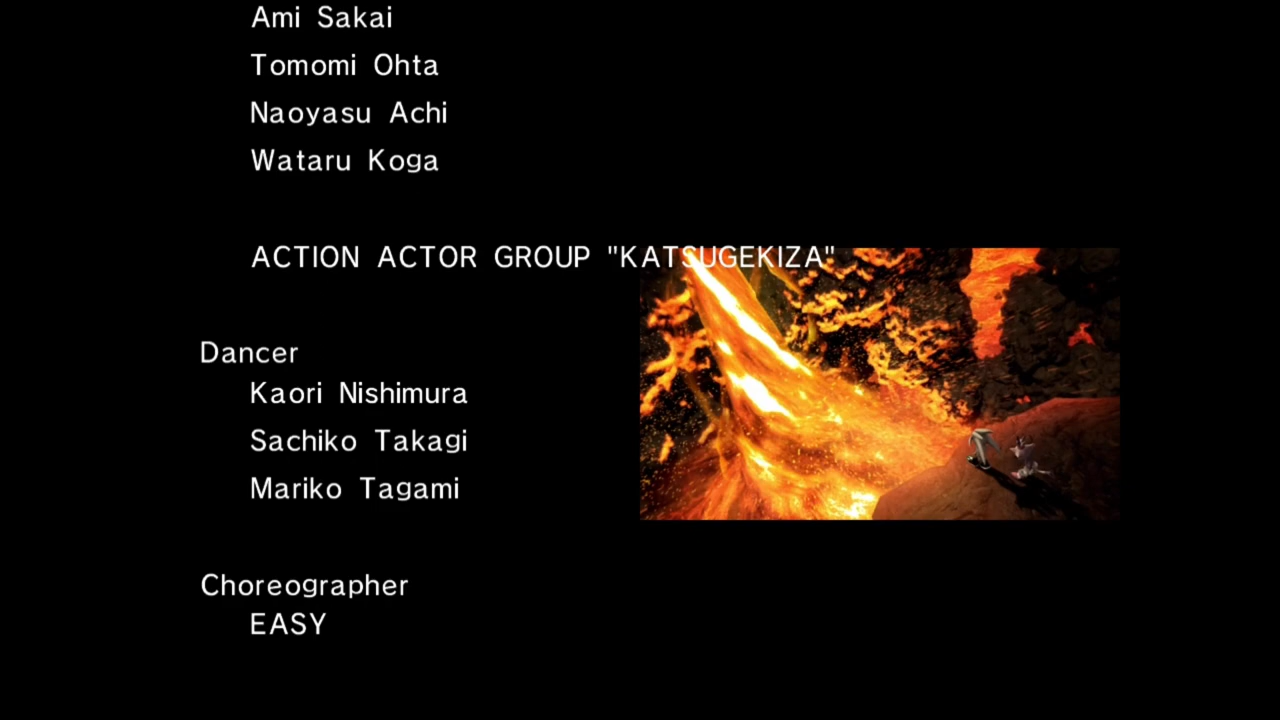 Ami Sakai
Tomomi Ohta
Naoyasu Achi
Wataru Koga
ACTION ACTOR GROUP "KATSUGEKIZA"
Dancer
Kaori Nishimura
Sachiko Takagi
Mariko Tagami
Choreographer
EASY